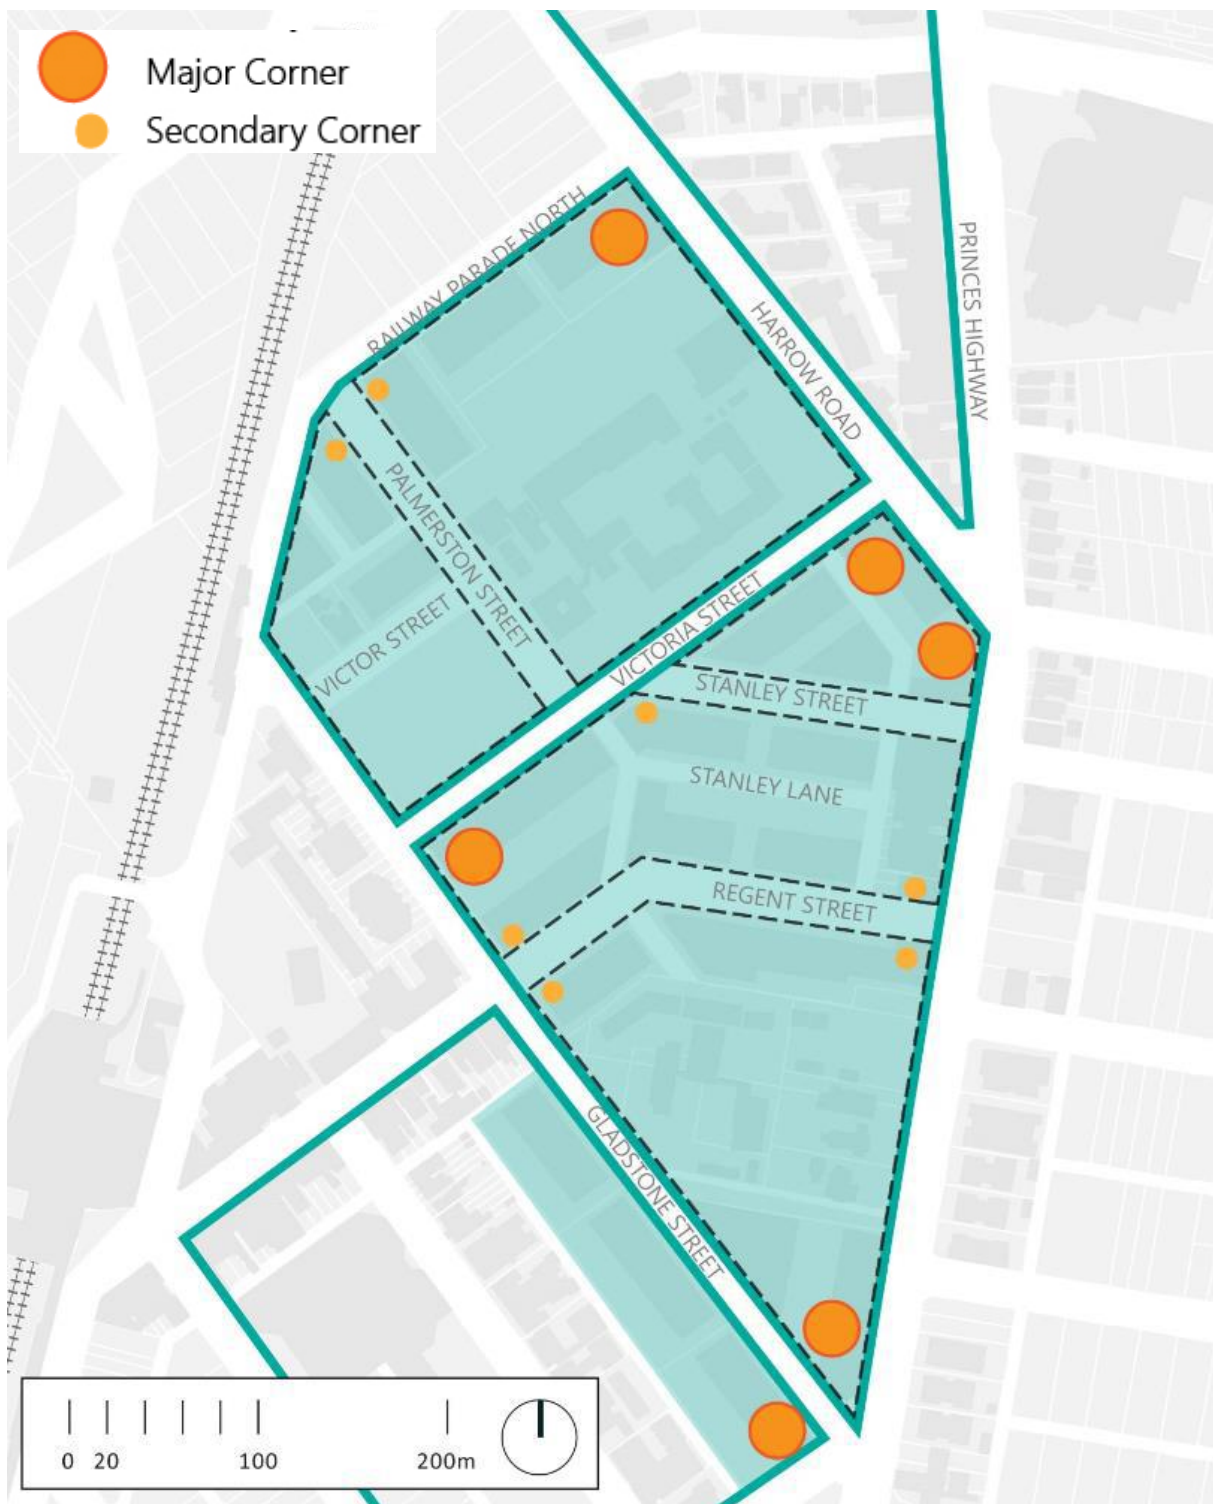 Major Corner
Secondary Corner
RAILWAY PARADE NORTH
PRINCES HIGHWAY
HARROW ROAD
PALMERSTON STREET
VICTOR STREET
VICTORIA STREET
STANLEY STREET
STANLEY LANE
REGENT STREET
GLADSTONE STREET
0 20 100 200m